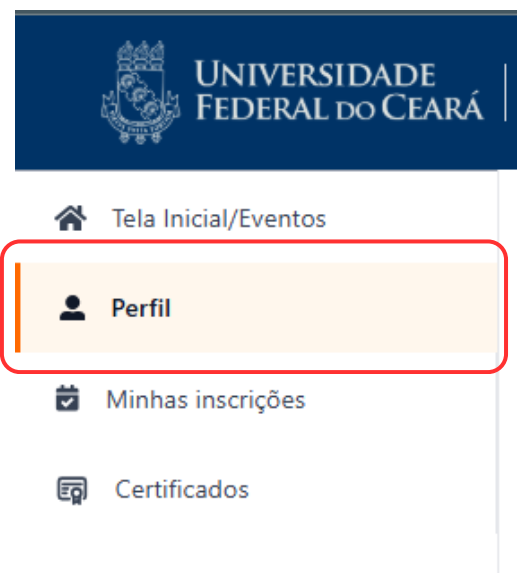 UNIVERSIDADE
FEDERAL DO CEARÁ
Tela Inicial/Eventos
Perfil
Minhas inscrições
Certificados